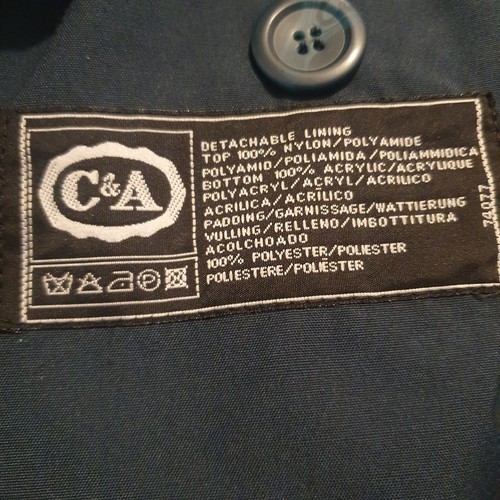 C&A
DETACHABLE LINING
TOP 100% NYLON/POLYAMIDE
POLYAMID/POLIAMIDA/POLIAMMIDICA
BOTTOM 100% ACRYLIC/ACRYLIQUE
POLYACRYL/ACRYL/ACRILICO
ACRILICA/ACRÍLICO
PADDING/GARNISSAGE/WATTIERUNG
VULLING/RELLENO/IMBOTTITURA
ACOLCHOADO
100% POLYESTER/POLIESTER
POLIESTERE/POLIÉSTER
74077
P